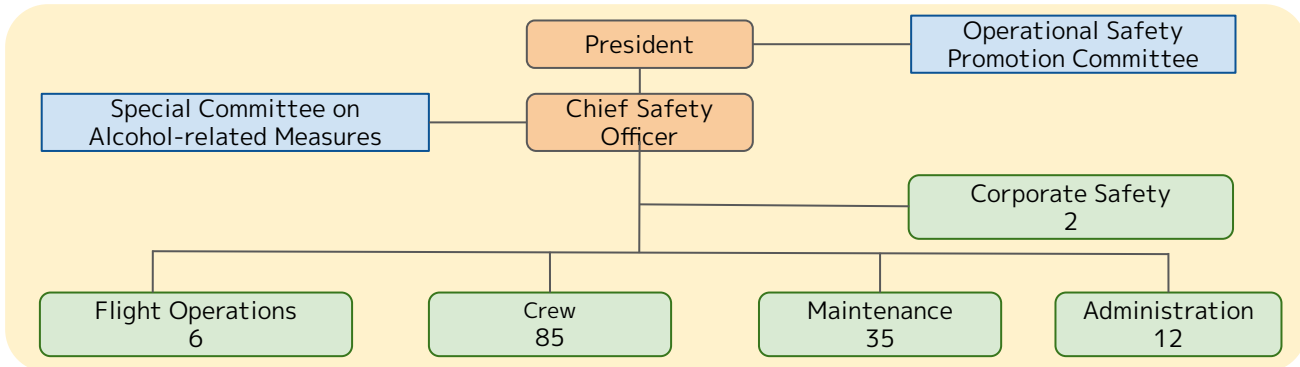 President
Operational Safety
Promotion Committee
Special Committee on
Alcohol-related Measures
Chief Safety
Officer
Corporate Safety
2
Flight Operations
6
Crew
85
Maintenance
35
Administration
12